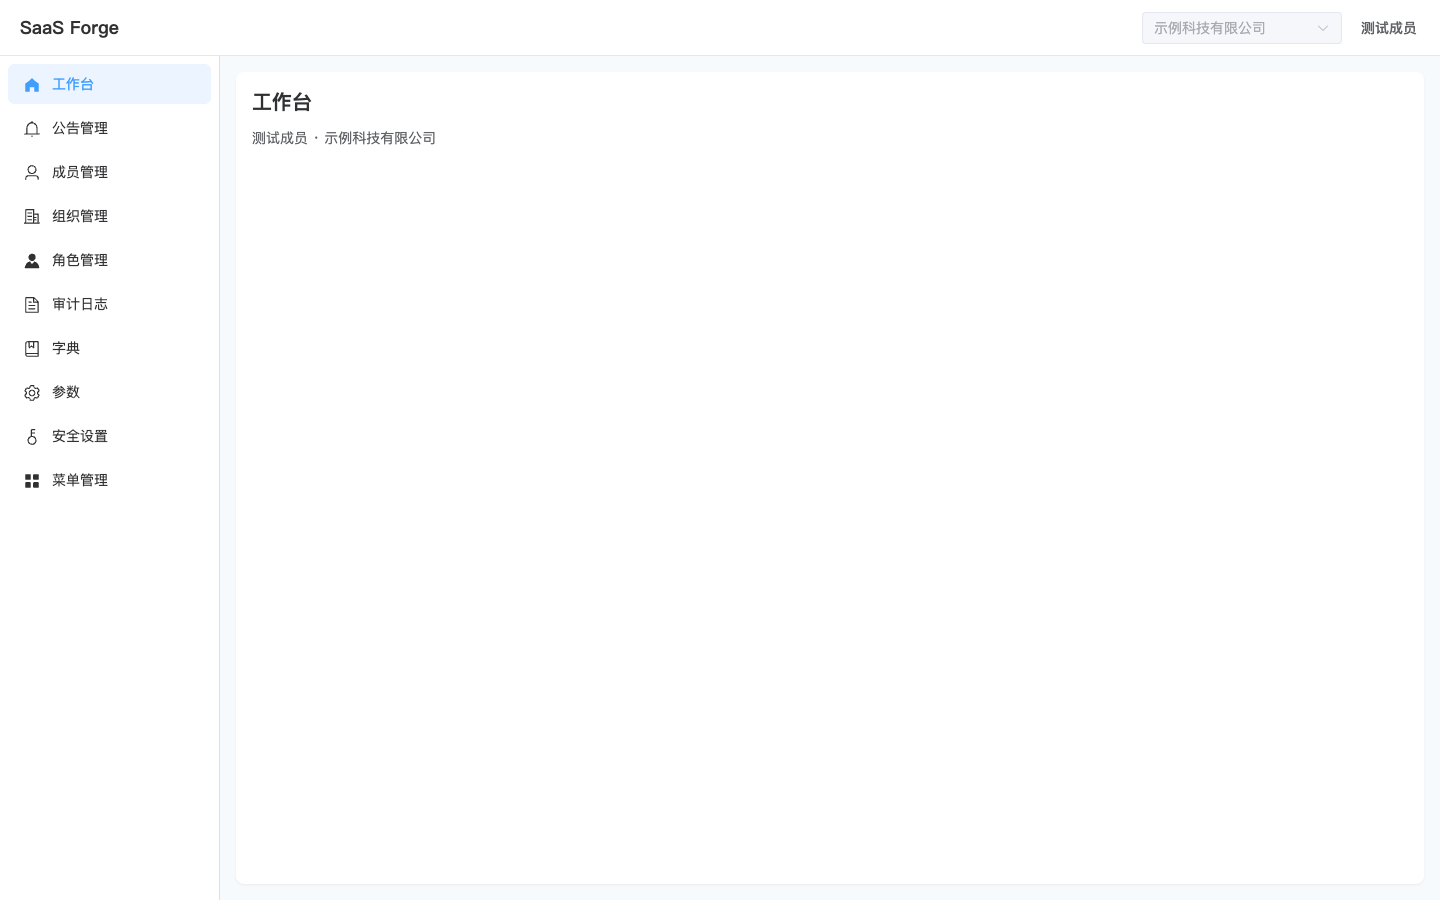 SaaS Forge
示例科技有限公司
测试成员
工作台
公告管理
成员管理
组织管理
角色管理
审计日志
字典
参数
安全设置
菜单管理
工作台
测试成员 · 示例科技有限公司